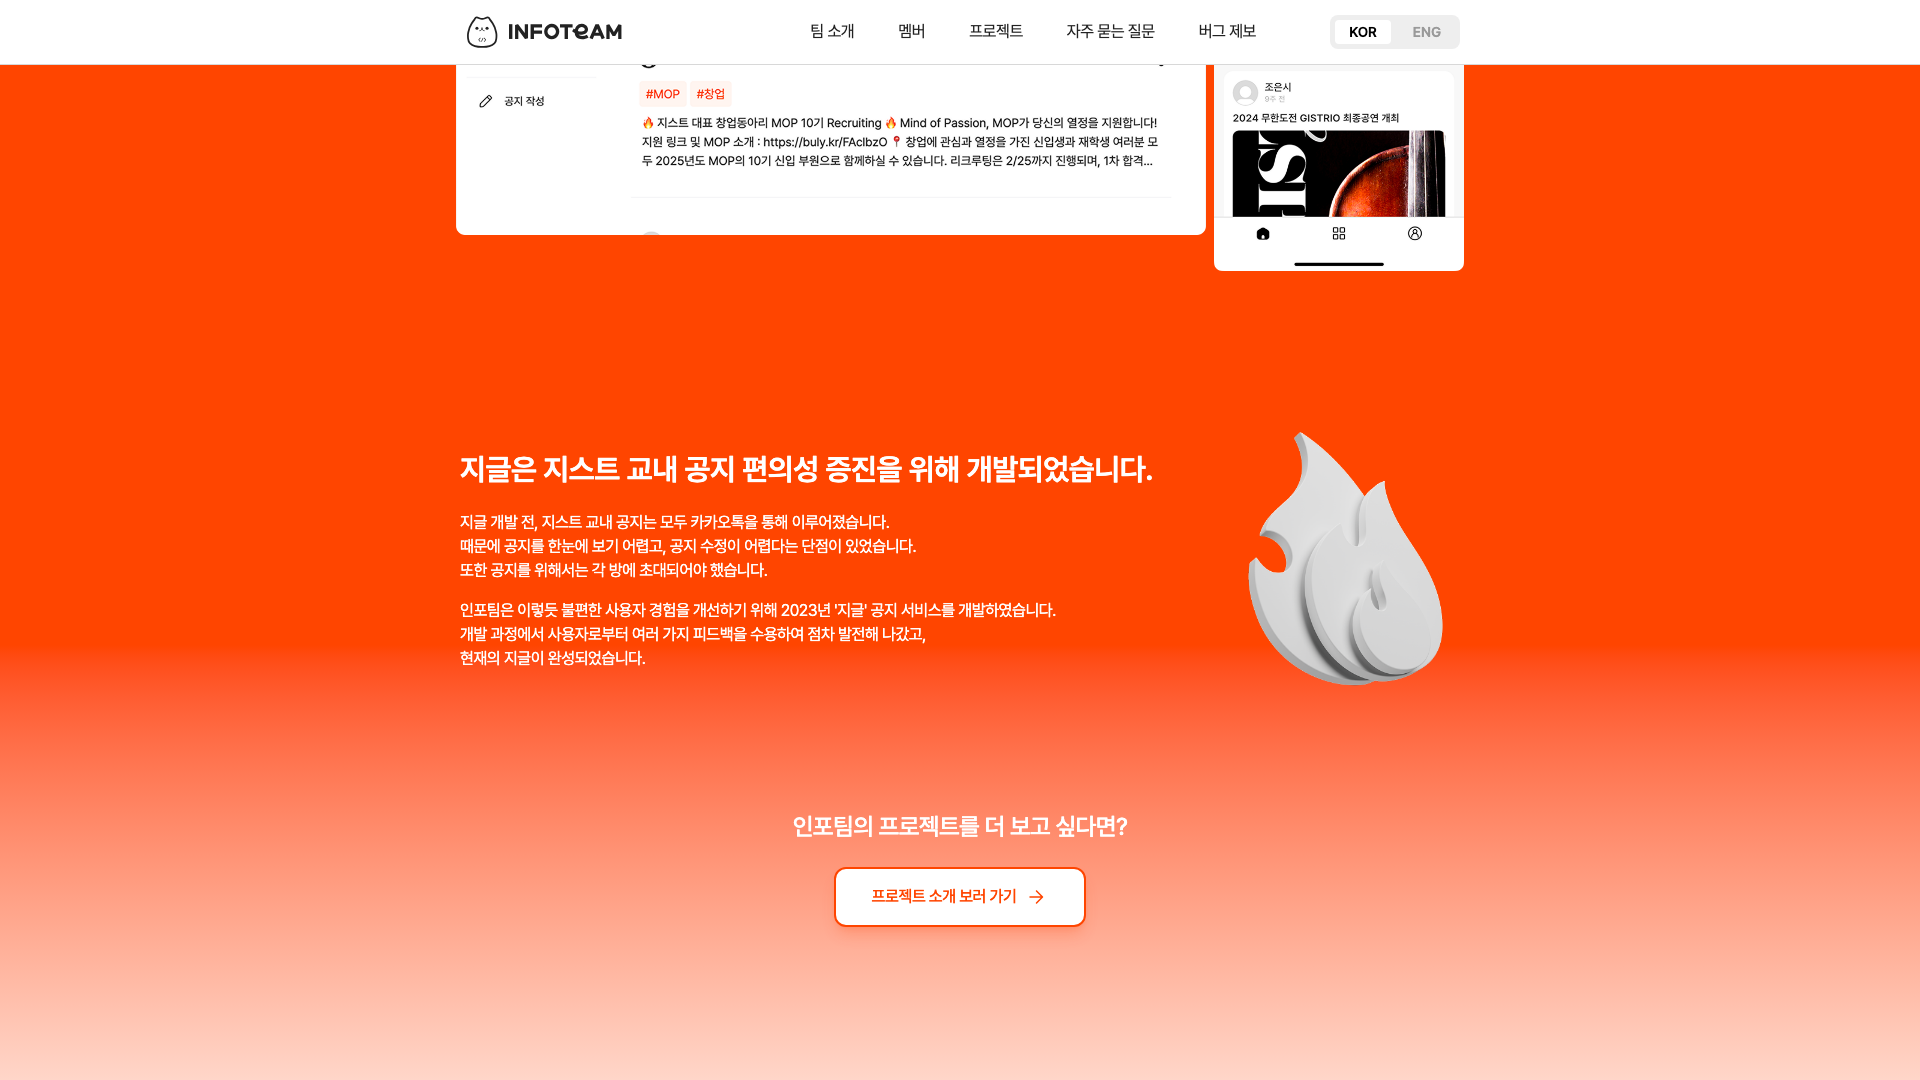 INFOTEAM
팀 소개
멤버
프로젝트
자주 묻는 질문
버그 제보
KOR
ENG
공지 작성
#MOP #창업
🔥 지스트 대표 창업동아리 MOP 10기 Recruiting 🔥 Mind of Passion, MOP가 당신의 열정을 지원합니다!
지원 링크 및 MOP 소개 : https://buly.kr/FAcIbzO 📍 창업에 관심과 열정을 가진 신입생과 재학생 여러분 모
두 2025년도 MOP의 10기 신입 부원으로 함께하실 수 있습니다. 리크루팅은 2/25까지 진행되며, 1차 합격...
조은시
9주 전
2024 무한도전 GISTRIO 최종공연 개최
지글은 지스트 교내 공지 편의성 증진을 위해 개발되었습니다.
지글 개발 전, 지스트 교내 공지는 모두 카카오톡을 통해 이루어졌습니다.
때문에 공지를 한눈에 보기 어렵고, 공지 수정이 어렵다는 단점이 있었습니다.
또한 공지를 위해서는 각 방에 초대되어야 했습니다.
인포팀은 이렇듯 불편한 사용자 경험을 개선하기 위해 2023년 '지글' 공지 서비스를 개발하였습니다.
개발 과정에서 사용자로부터 여러 가지 피드백을 수용하여 점차 발전해 나갔고,
현재의 지글이 완성되었습니다.
인포팀의 프로젝트를 더 보고 싶다면?
프로젝트 소개 보러 가기 →